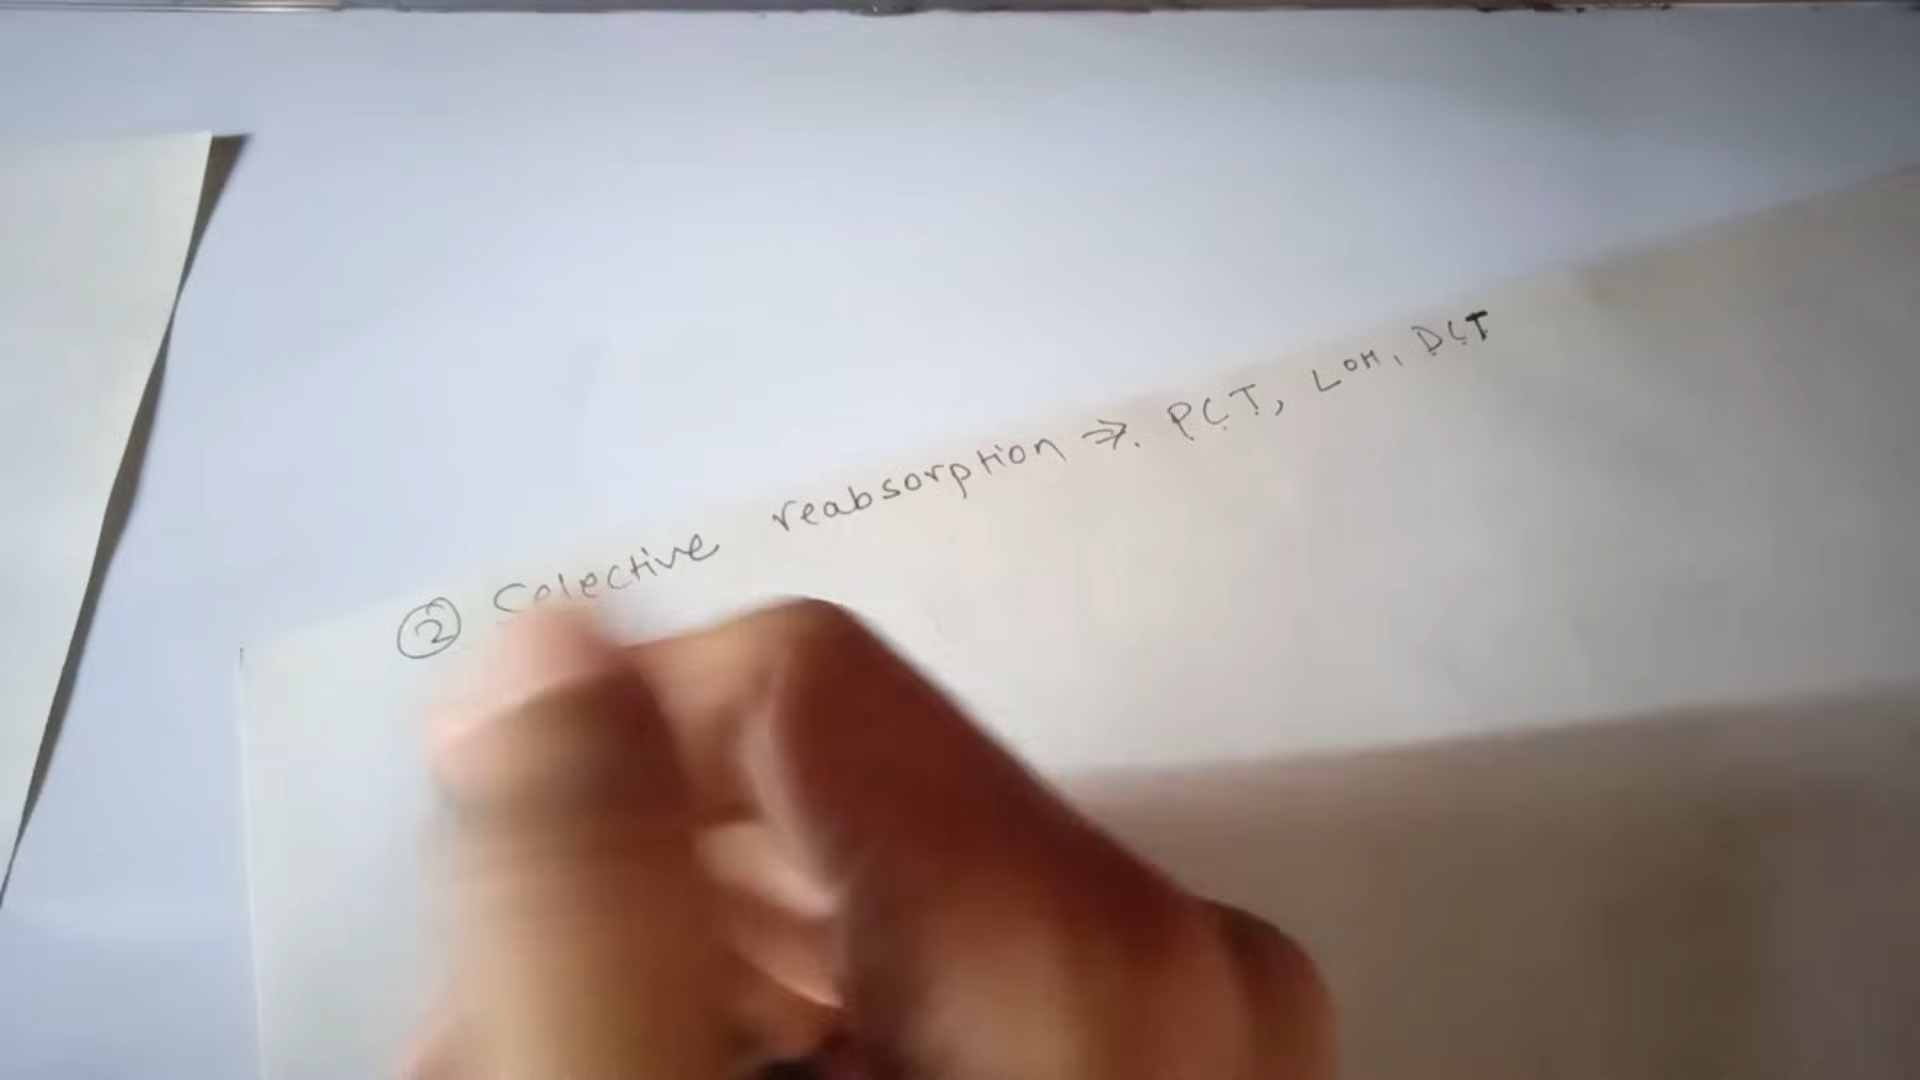 ② Selective reabsorption ⇒. PCT, LOH, DCT